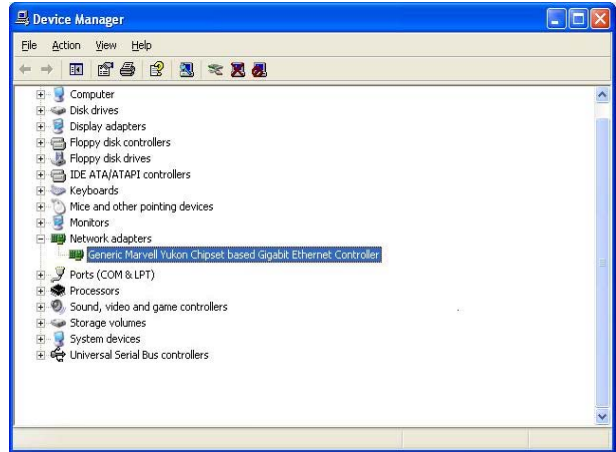 Device Manager
File Action View Help
Computer
Disk drives
Display adapters
Floppy disk controllers
Floppy disk drives
IDE ATA/ATAPI controllers
Keyboards
Mice and other pointing devices
Monitors
Network adapters
Generic Marvell Yukon Chipset based Gigabit Ethernet Controller
Ports (COM & LPT)
Processors
Sound, video and game controllers
Storage volumes
System devices
Universal Serial Bus controllers